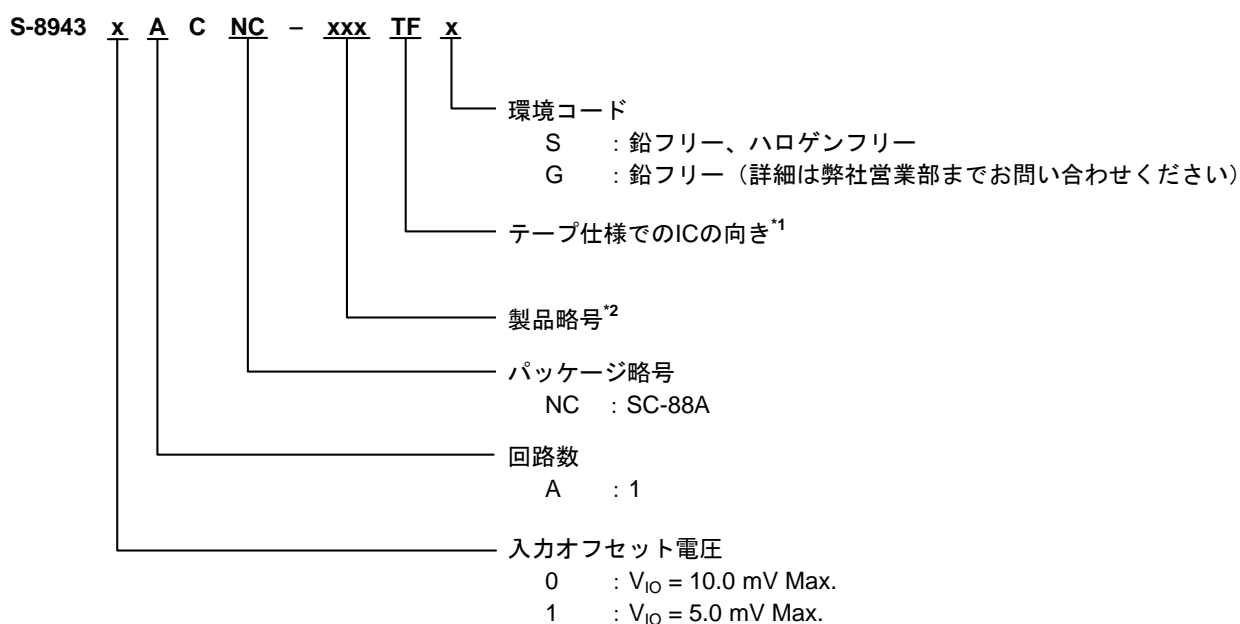 S-8943 x A C NC – xxx TF x
環境コード
S : 鉛フリー、ハロゲンフリー
G : 鉛フリー（詳細は弊社営業部までお問い合わせください）
テープ仕様でのICの向き*1
製品略号*2
パッケージ略号
NC : SC-88A
回路数
A : 1
入力オフセット電圧
0 : VIO = 10.0 mV Max.
1 : VIO = 5.0 mV Max.